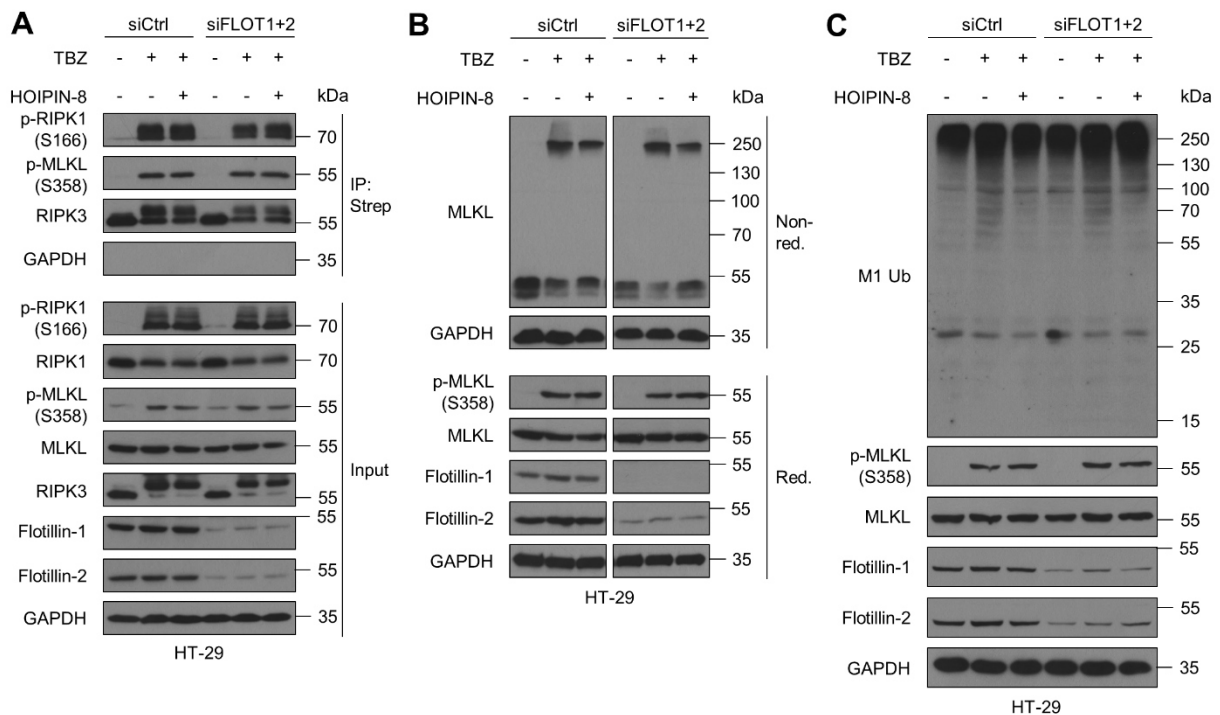 A
siCtrl siFLOT1+2
TBZ - + + - + +
HOIPIN-8 - - + - - + kDa
p-RIPK1
(S166) 70
p-MLKL
(S358) 55
RIPK3 55
GAPDH 35
IP:
Strep
p-RIPK1
(S166) 70
RIPK1 70
p-MLKL
(S358) 55
MLKL 55
RIPK3 55
Flotillin-1 55
Flotillin-2 55
GAPDH 35
Input
HT-29
B
siCtrl siFLOT1+2
TBZ - + + - + +
HOIPIN-8 - - + - - + kDa
MLKL
250
130
100
70
55
GAPDH 35
Non-
red.
p-MLKL
(S358) 55
MLKL 55
Flotillin-1 55
Flotillin-2 55
GAPDH 35
Red.
HT-29
C
siCtrl siFLOT1+2
TBZ - + + - + +
HOIPIN-8 - - + - - + kDa
M1 Ub
250
130
100
70
55
35
25
15
p-MLKL
(S358) 55
MLKL 55
Flotillin-1 55
Flotillin-2 55
GAPDH 35
HT-29